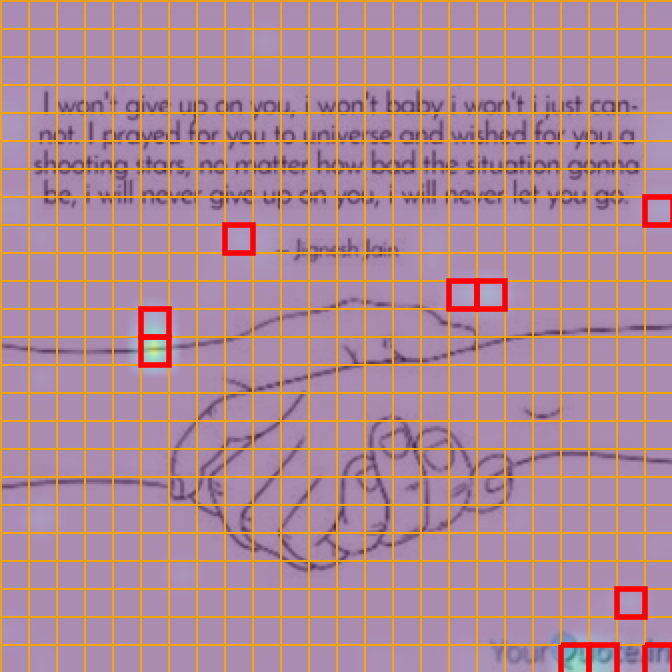 I won't give up on you, i won't baby i won't i just can-
not. I prayed for you to universe and wished for you a
shooting stars, no matter how bad the situation gonna
be, i will never give up on you, i will never let you go.
- Jignesh Jain
YourQuote.in